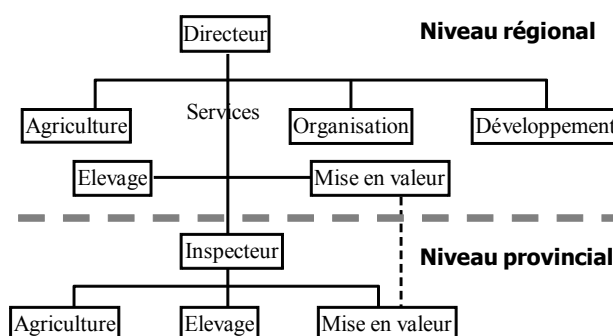 Directeur
Niveau régional
Services
Agriculture
Organisation
Développement
Elevage
Mise en valeur
Inspecteur
Niveau provincial
Agriculture
Elevage
Mise en valeur